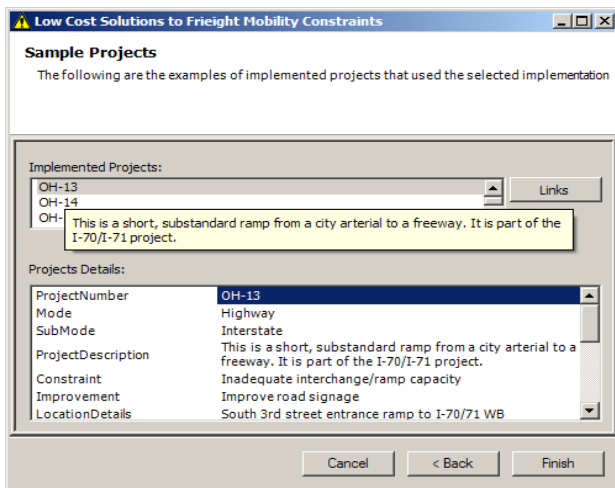 Low Cost Solutions to Frieight Mobility Constraints
Sample Projects
The following are the examples of implemented projects that used the selected implementation
Implemented Projects:
OH-13
Links
OH-14
OH-
This is a short, substandard ramp from a city arterial to a freeway. It is part of the
I-70/I-71 project.
Projects Details:
ProjectNumber OH-13
Mode Highway
SubMode Interstate
ProjectDescription This is a short, substandard ramp from a city arterial to a
freeway. It is part of the I-70/I-71 project.
Constraint Inadequate interchange/ramp capacity
Improvement Improve road signage
LocationDetails South 3rd street entrance ramp to I-70/71 WB
Cancel < Back Finish